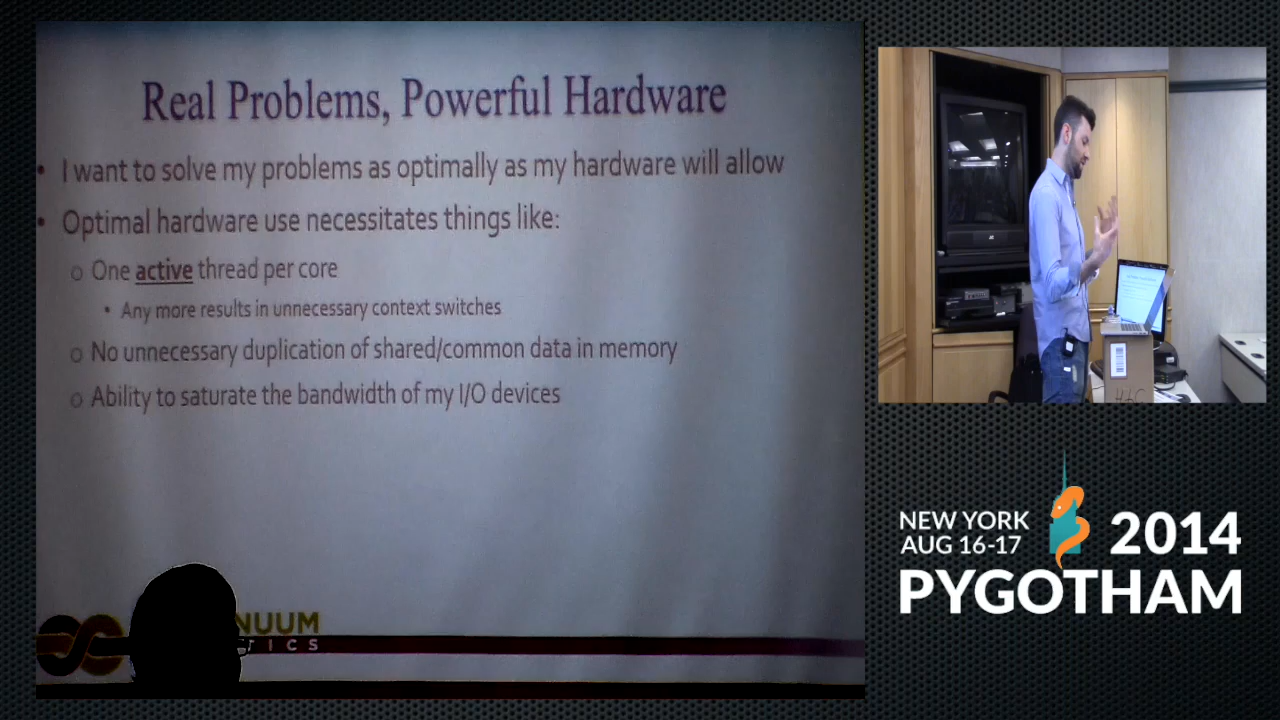 Real Problems, Powerful Hardware
• I want to solve my problems as optimally as my hardware will allow
• Optimal hardware use necessitates things like:
o One active thread per core
• Any more results in unnecessary context switches
o No unnecessary duplication of shared/common data in memory
o Ability to saturate the bandwidth of my I/O devices
NUUM
TICS
JVC
NEW YORK
AUG 16-17
2014
PYGOTHAM